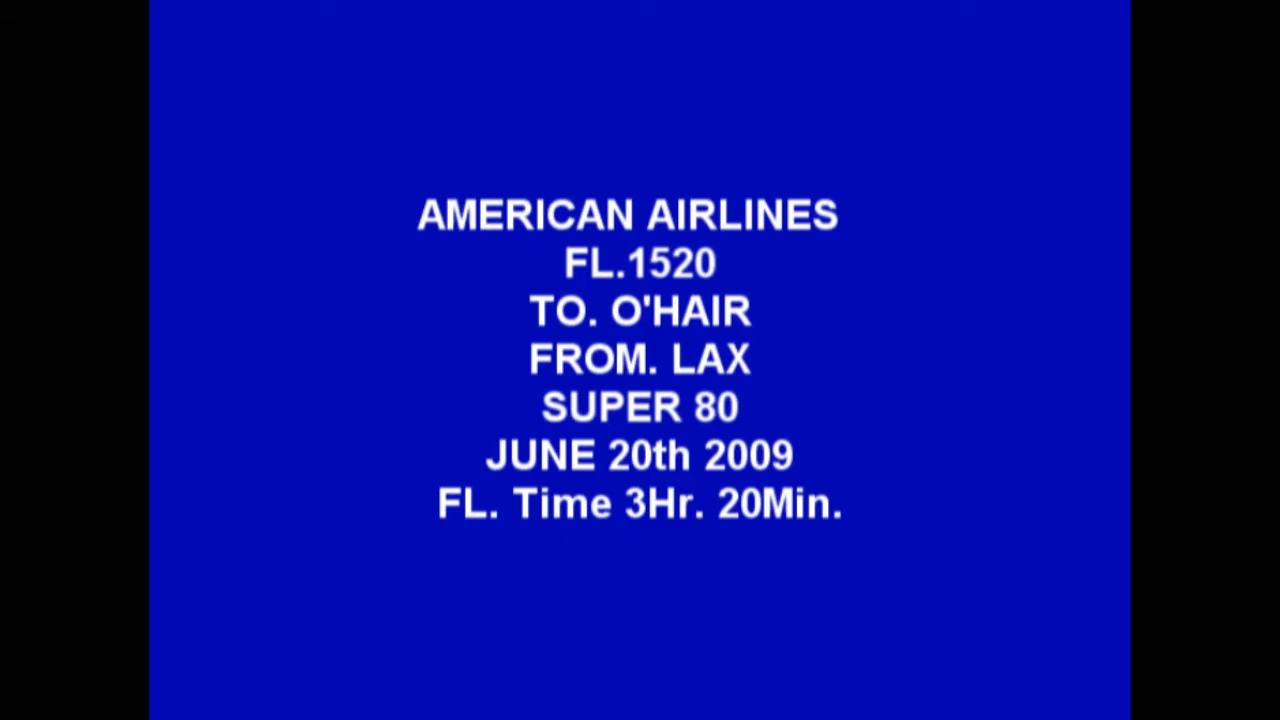 AMERICAN AIRLINES
FL.1520
TO. O'HAIR
FROM. LAX
SUPER 80
JUNE 20th 2009
FL. Time 3Hr. 20Min.